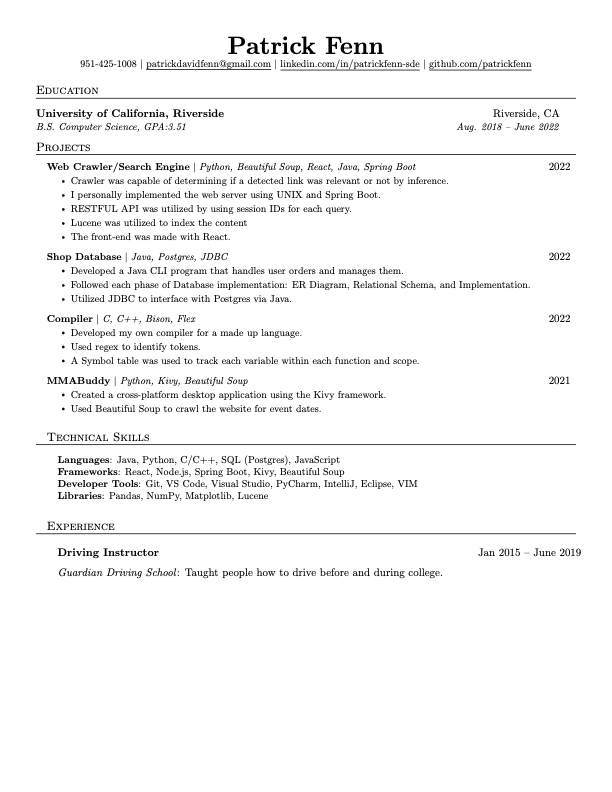 Patrick Fenn
951-425-1008 | patrickdavidfenn@gmail.com | linkedin.com/in/patrickfenn-sde | github.com/patrickfenn
Education
University of California, Riverside Riverside, CA
B.S. Computer Science, GPA:3.51 Aug. 2018 – June 2022
Projects
Web Crawler/Search Engine | Python, Beautiful Soup, React, Java, Spring Boot 2022
• Crawler was capable of determining if a detected link was relevant or not by inference.
• I personally implemented the web server using UNIX and Spring Boot.
• RESTFUL API was utilized by using session IDs for each query.
• Lucene was utilized to index the content
• The front-end was made with React.
Shop Database | Java, Postgres, JDBC 2022
• Developed a Java CLI program that handles user orders and manages them.
• Followed each phase of Database implementation: ER Diagram, Relational Schema, and Implementation.
• Utilized JDBC to interface with Postgres via Java.
Compiler | C, C++, Bison, Flex 2022
• Developed my own compiler for a made up language.
• Used regex to identify tokens.
• A Symbol table was used to track each variable within each function and scope.
MMABuddy | Python, Kivy, Beautiful Soup 2021
• Created a cross-platform desktop application using the Kivy framework.
• Used Beautiful Soup to crawl the website for event dates.
Technical Skills
Languages: Java, Python, C/C++, SQL (Postgres), JavaScript
Frameworks: React, Node.js, Spring Boot, Kivy, Beautiful Soup
Developer Tools: Git, VS Code, Visual Studio, PyCharm, IntelliJ, Eclipse, VIM
Libraries: Pandas, NumPy, Matplotlib, Lucene
Experience
Driving Instructor Jan 2015 – June 2019
Guardian Driving School: Taught people how to drive before and during college.